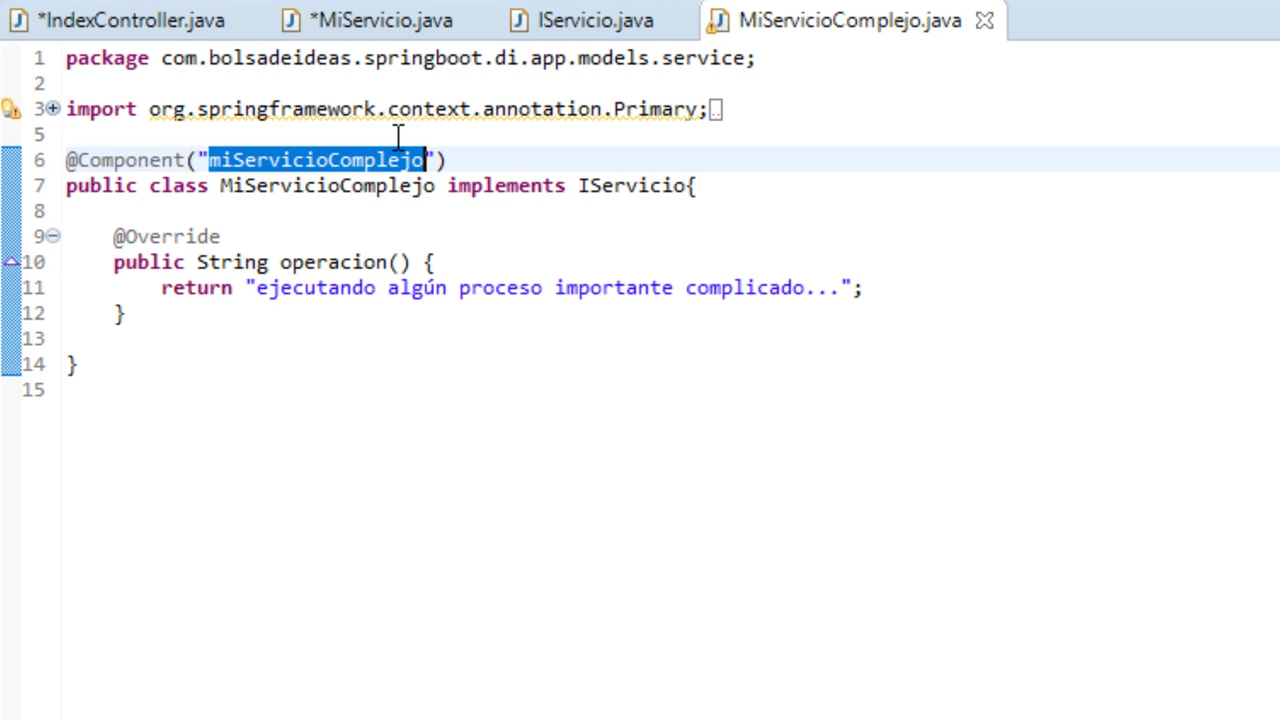 *IndexController.java *MiServicio.java IServicio.java MiServicioComplejo.java
1 package com.bolsadeideas.springboot.di.app.models.service;
2
3 import org.springframework.context.annotation.Primary;
5
6 @Component("miServicioComplejo")
7 public class MiServicioComplejo implements IServicio{
8
9 @Override
10 public String operacion() {
11 return "ejecutando algún proceso importante complicado...";
12 }
13
14 }
15